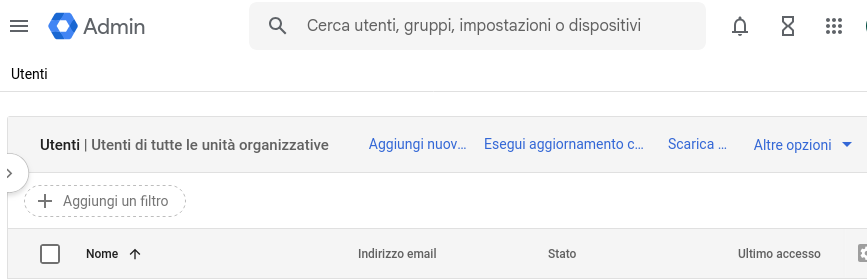 Admin
Cerca utenti, gruppi, impostazioni o dispositivi
Utenti
Utenti | Utenti di tutte le unità organizzative
Aggiungi nuov...
Esegui aggiornamento c...
Scarica ...
Altre opzioni
Aggiungi un filtro
Nome
Indirizzo email
Stato
Ultimo accesso